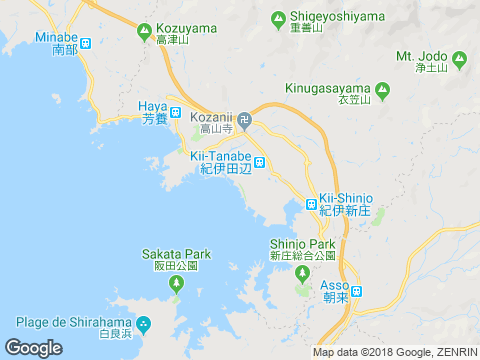 Shigeyoshiyama
重善山
Kozuyama
高津山
Minabe
南部
Mt. Jodo
浄土山
Kinugasayama
衣笠山
Haya
芳養
Kozanji
高山寺
Kii-Tanabe
紀伊田辺
Kii-Shinjo
紀伊新庄
Sakata Park
阪田公園
Shinjo Park
新庄総合公園
Asso
朝来
Plage de Shirahama
白良浜
Google
Map data ©2018 Google, ZENRIN